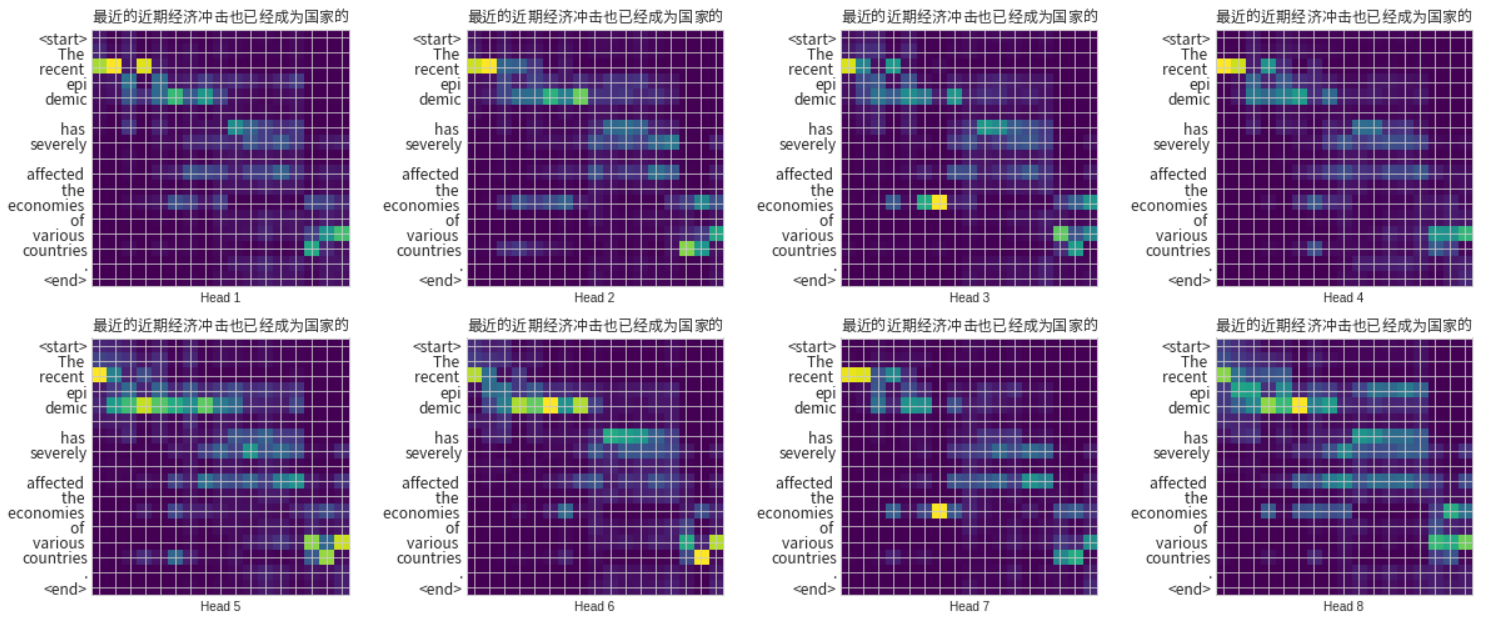 最近的近期经济冲击也已经成为国家的 最近的近期经济冲击也已经成为国家的 最近的近期经济冲击也已经成为国家的 最近的近期经济冲击也已经成为国家的
<start> <start> <start> <start>
The The The The
recent recent recent recent
epi epi epi epi
demic demic demic demic
has has has has
severely severely severely severely
affected affected affected affected
the the the the
economies economies economies economies
of of of of
various various various various
countries countries countries countries
. . . .
<end> <end> <end> <end>
Head 1 Head 2 Head 3 Head 4
最近的近期经济冲击也已经成为国家的 最近的近期经济冲击也已经成为国家的 最近的近期经济冲击也已经成为国家的 最近的近期经济冲击也已经成为国家的
<start> <start> <start> <start>
The The The The
recent recent recent recent
epi epi epi epi
demic demic demic demic
has has has has
severely severely severely severely
affected affected affected affected
the the the the
economies economies economies economies
of of of of
various various various various
countries countries countries countries
. . . .
<end> <end> <end> <end>
Head 5 Head 6 Head 7 Head 8